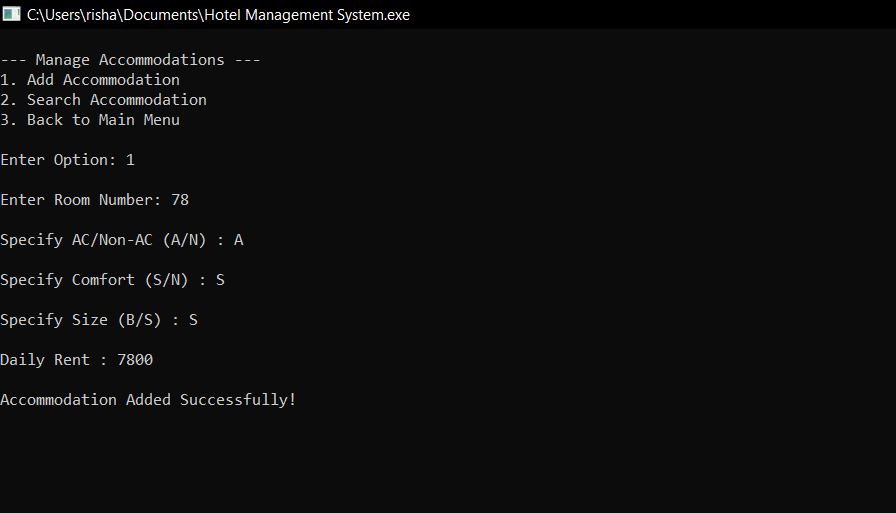 C:\Users\risha\Documents\Hotel Management System.exe
--- Manage Accommodations ---
1. Add Accommodation
2. Search Accommodation
3. Back to Main Menu
Enter Option: 1
Enter Room Number: 78
Specify AC/Non-AC (A/N) : A
Specify Comfort (S/N) : S
Specify Size (B/S) : S
Daily Rent : 7800
Accommodation Added Successfully!